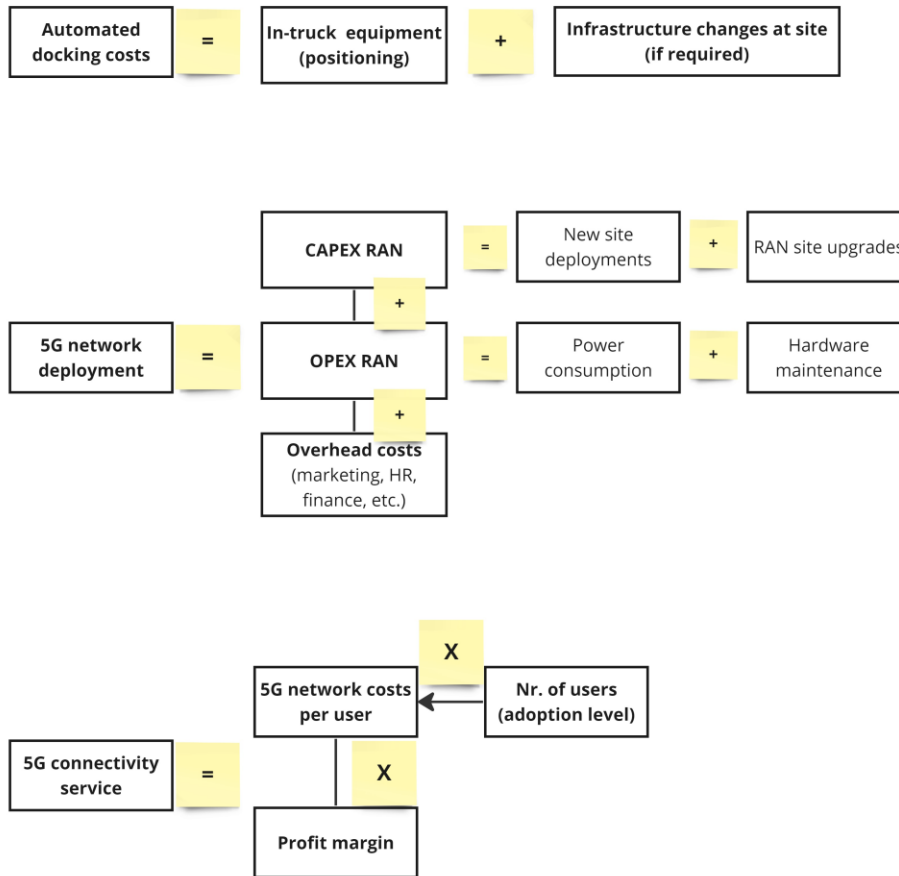 Automated
docking costs
=
In-truck equipment
(positioning)
+
Infrastructure changes at site
(if required)
CAPEX RAN
=
New site
deployments
+
RAN site upgrades
+
5G network
deployment
=
OPEX RAN
=
Power
consumption
+
Hardware
maintenance
+
Overhead costs
(marketing, HR,
finance, etc.)
X
5G network costs
per user
Nr. of users
(adoption level)
5G connectivity
service
=
X
Profit margin